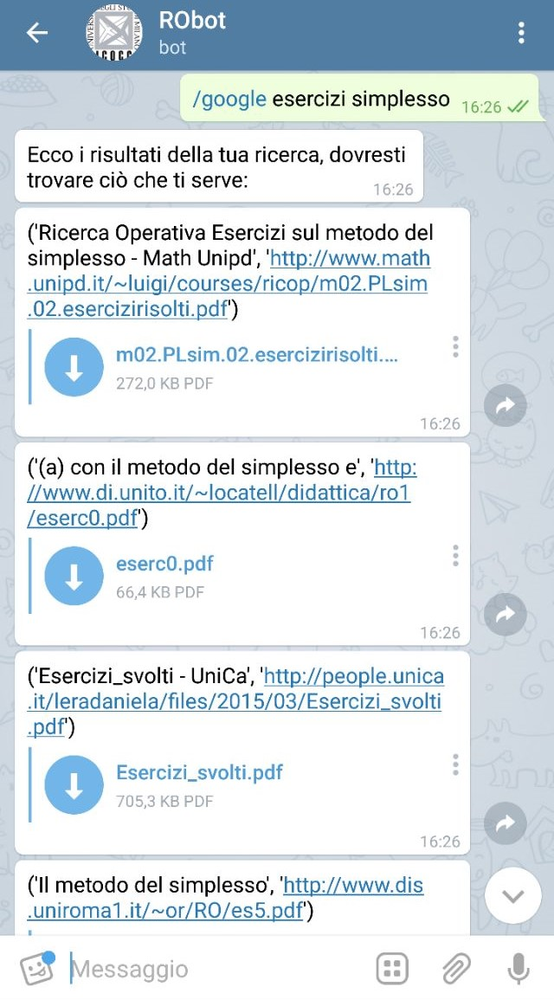 RObot
bot
/google esercizi simplesso 16:26
Ecco i risultati della tua ricerca, dovresti
trovare ciò che ti serve:
16:26
('Ricerca Operativa Esercizi sul metodo del
simplesso - Math Unipd', 'http://www.math
.unipd.it/~luigi/courses/ricop/m02.PLsim
.02.esercizirisolti.pdf')
m02.PLsim.02.esercizirisolti....
272,0 KB PDF
16:26
('(a) con il metodo del simplesso e', 'http:
//www.di.unito.it/~locatell/didattica/ro1
/eserc0.pdf')
eserc0.pdf
66,4 KB PDF
16:26
('Esercizi_svolti - UniCa', 'http://people.unica
.it/leradaniela/files/2015/03/Esercizi_svolti
.pdf')
Esercizi_svolti.pdf
705,3 KB PDF
16:26
('Il metodo del simplesso', 'http://www.dis
.uniroma1.it/~or/RO/es5.pdf')
Messaggio